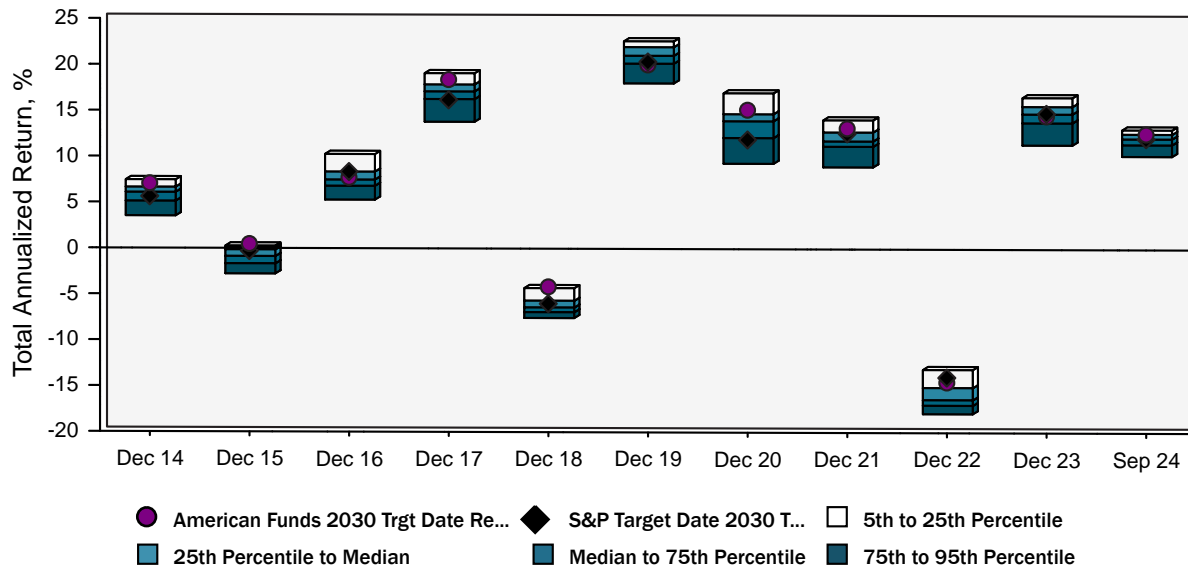 Total Annualized Return, %
25
20
15
10
5
0
-5
-10
-15
-20
Dec 14 Dec 15 Dec 16 Dec 17 Dec 18 Dec 19 Dec 20 Dec 21 Dec 22 Dec 23 Sep 24
American Funds 2030 Trgt Date Re... S&P Target Date 2030 T... 5th to 25th Percentile
25th Percentile to Median Median to 75th Percentile 75th to 95th Percentile